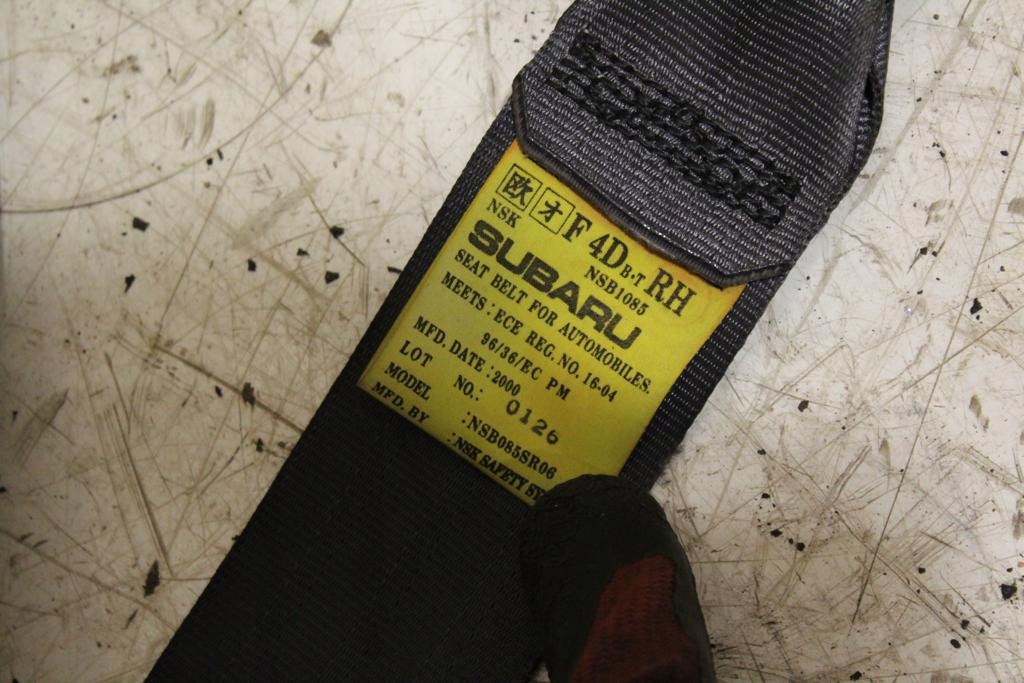 欧 オ F 4D B·T RH
NSK NSB1085
SUBARU
SEAT BELT FOR AUTOMOBILES.
MEETS : ECE REG. NO. 16-04
96/36/EC PM
MFD. DATE : 2000
LOT NO. : 0126
MODEL : NSB085SR06
MFD. BY : NSK SAFETY